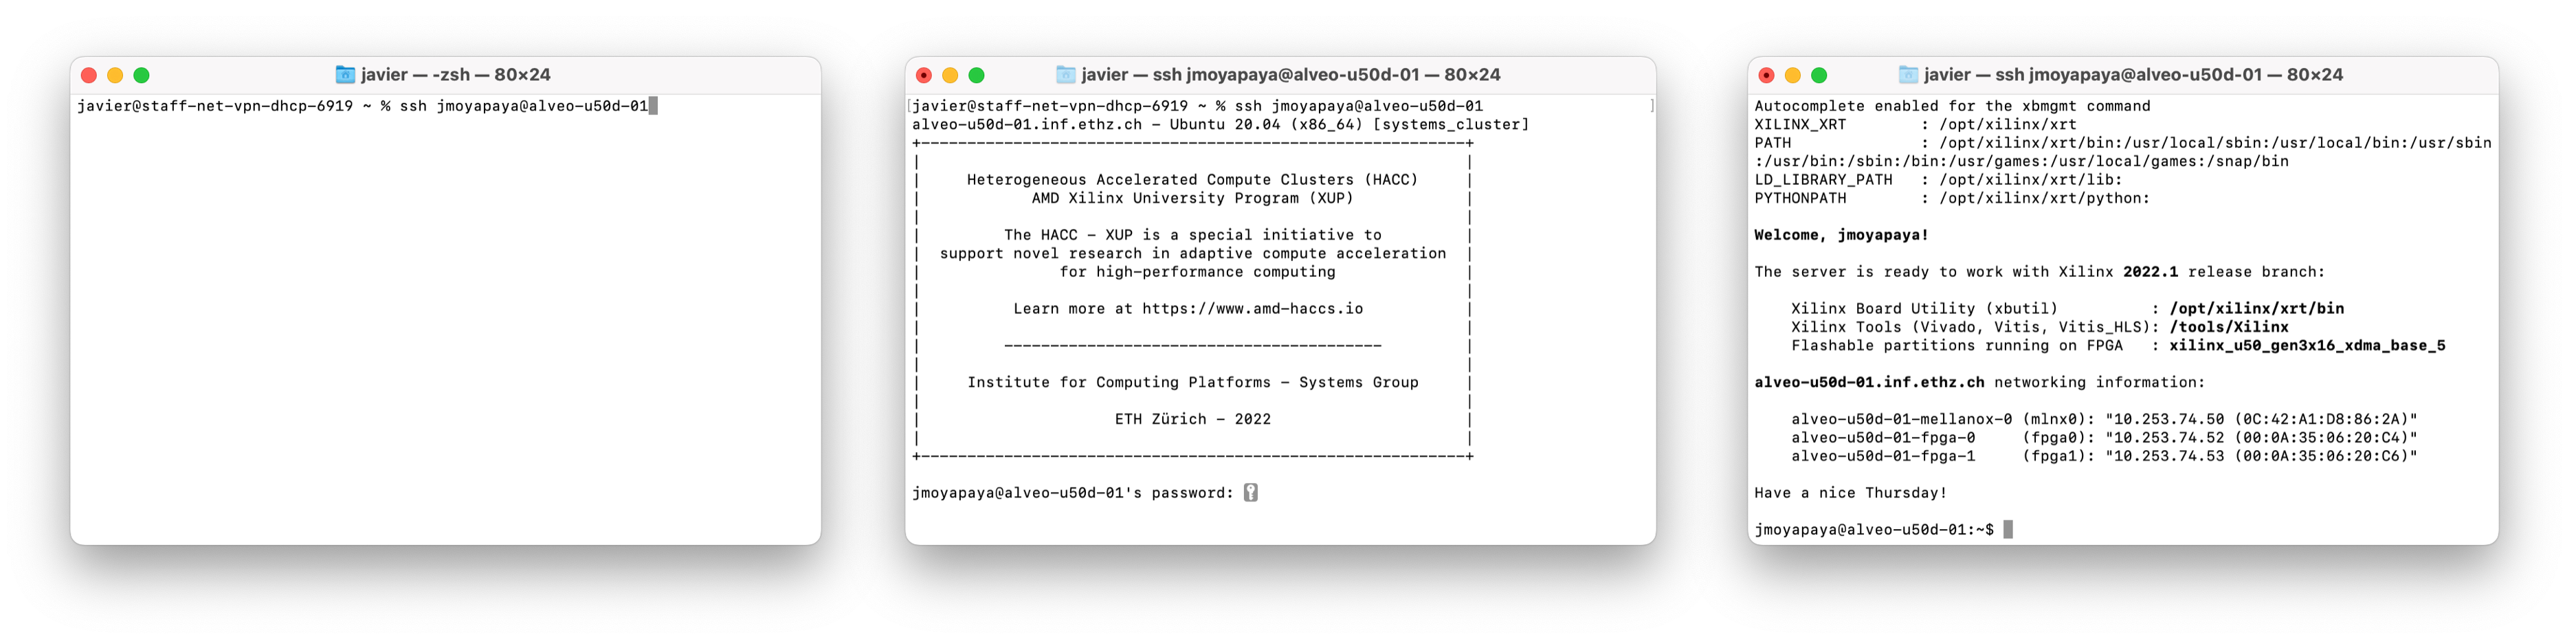 javier — -zsh — 80×24
javier@staff-net-vpn-dhcp-6919 ~ % ssh jmoyapaya@alveo-u50d-01
javier — ssh jmoyapaya@alveo-u50d-01 — 80×24
[javier@staff-net-vpn-dhcp-6919 ~ % ssh jmoyapaya@alveo-u50d-01 ]
alveo-u50d-01.inf.ethz.ch - Ubuntu 20.04 (x86_64) [systems_cluster]
Heterogeneous Accelerated Compute Clusters (HACC)
AMD Xilinx University Program (XUP)
The HACC - XUP is a special initiative to
support novel research in adaptive compute acceleration
for high-performance computing
Learn more at https://www.amd-haccs.io
Institute for Computing Platforms - Systems Group
ETH Zürich - 2022
jmoyapaya@alveo-u50d-01's password:
javier — ssh jmoyapaya@alveo-u50d-01 — 80×24
Autocomplete enabled for the xbmgmt command
XILINX_XRT : /opt/xilinx/xrt
PATH : /opt/xilinx/xrt/bin:/usr/local/sbin:/usr/local/bin:/usr/sbin
:/usr/bin:/sbin:/bin:/usr/games:/usr/local/games:/snap/bin
LD_LIBRARY_PATH : /opt/xilinx/xrt/lib:
PYTHONPATH : /opt/xilinx/xrt/python:
Welcome, jmoyapaya!
The server is ready to work with Xilinx 2022.1 release branch:
Xilinx Board Utility (xbutil) : /opt/xilinx/xrt/bin
Xilinx Tools (Vivado, Vitis, Vitis_HLS): /tools/Xilinx
Flashable partitions running on FPGA : xilinx_u50_gen3x16_xdma_base_5
alveo-u50d-01.inf.ethz.ch networking information:
alveo-u50d-01-mellanox-0 (mlnx0): "10.253.74.50 (0C:42:A1:D8:86:2A)"
alveo-u50d-01-fpga-0 (fpga0): "10.253.74.52 (00:0A:35:06:20:C4)"
alveo-u50d-01-fpga-1 (fpga1): "10.253.74.53 (00:0A:35:06:20:C6)"
Have a nice Thursday!
jmoyapaya@alveo-u50d-01:~$